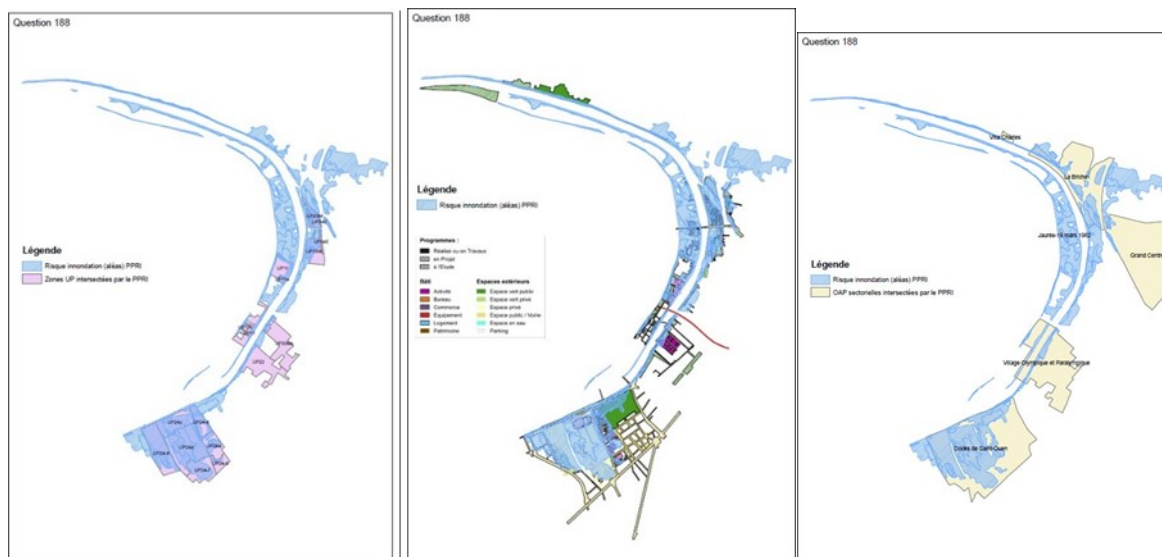 Question 188
Légende
Risque innondation (aléas) PPRI
Zones UP intersectées par le PPRI
Question 188
Légende
Risque innondation (aléas) PPRI
Programmes :
Réalisé ou en Travaux
en Projet
à l'Etude
Bâti
Activité
Bureau
Commerce
Equipement
Logement
Patrimoine
Espaces extérieurs
Espace vert public
Espace vert privé
Espace privé
Espace public / Voirie
Espace en eau
Parking
Question 188
Villa Charles
La Briche
Jaurès-19 mars 1962
Grand Centre
Légende
Risque innondation (aléas) PPRI
OAP sectorielles intersectées par le PPRI
Village Olympique et Paralympique
Docks de Saint-Ouen